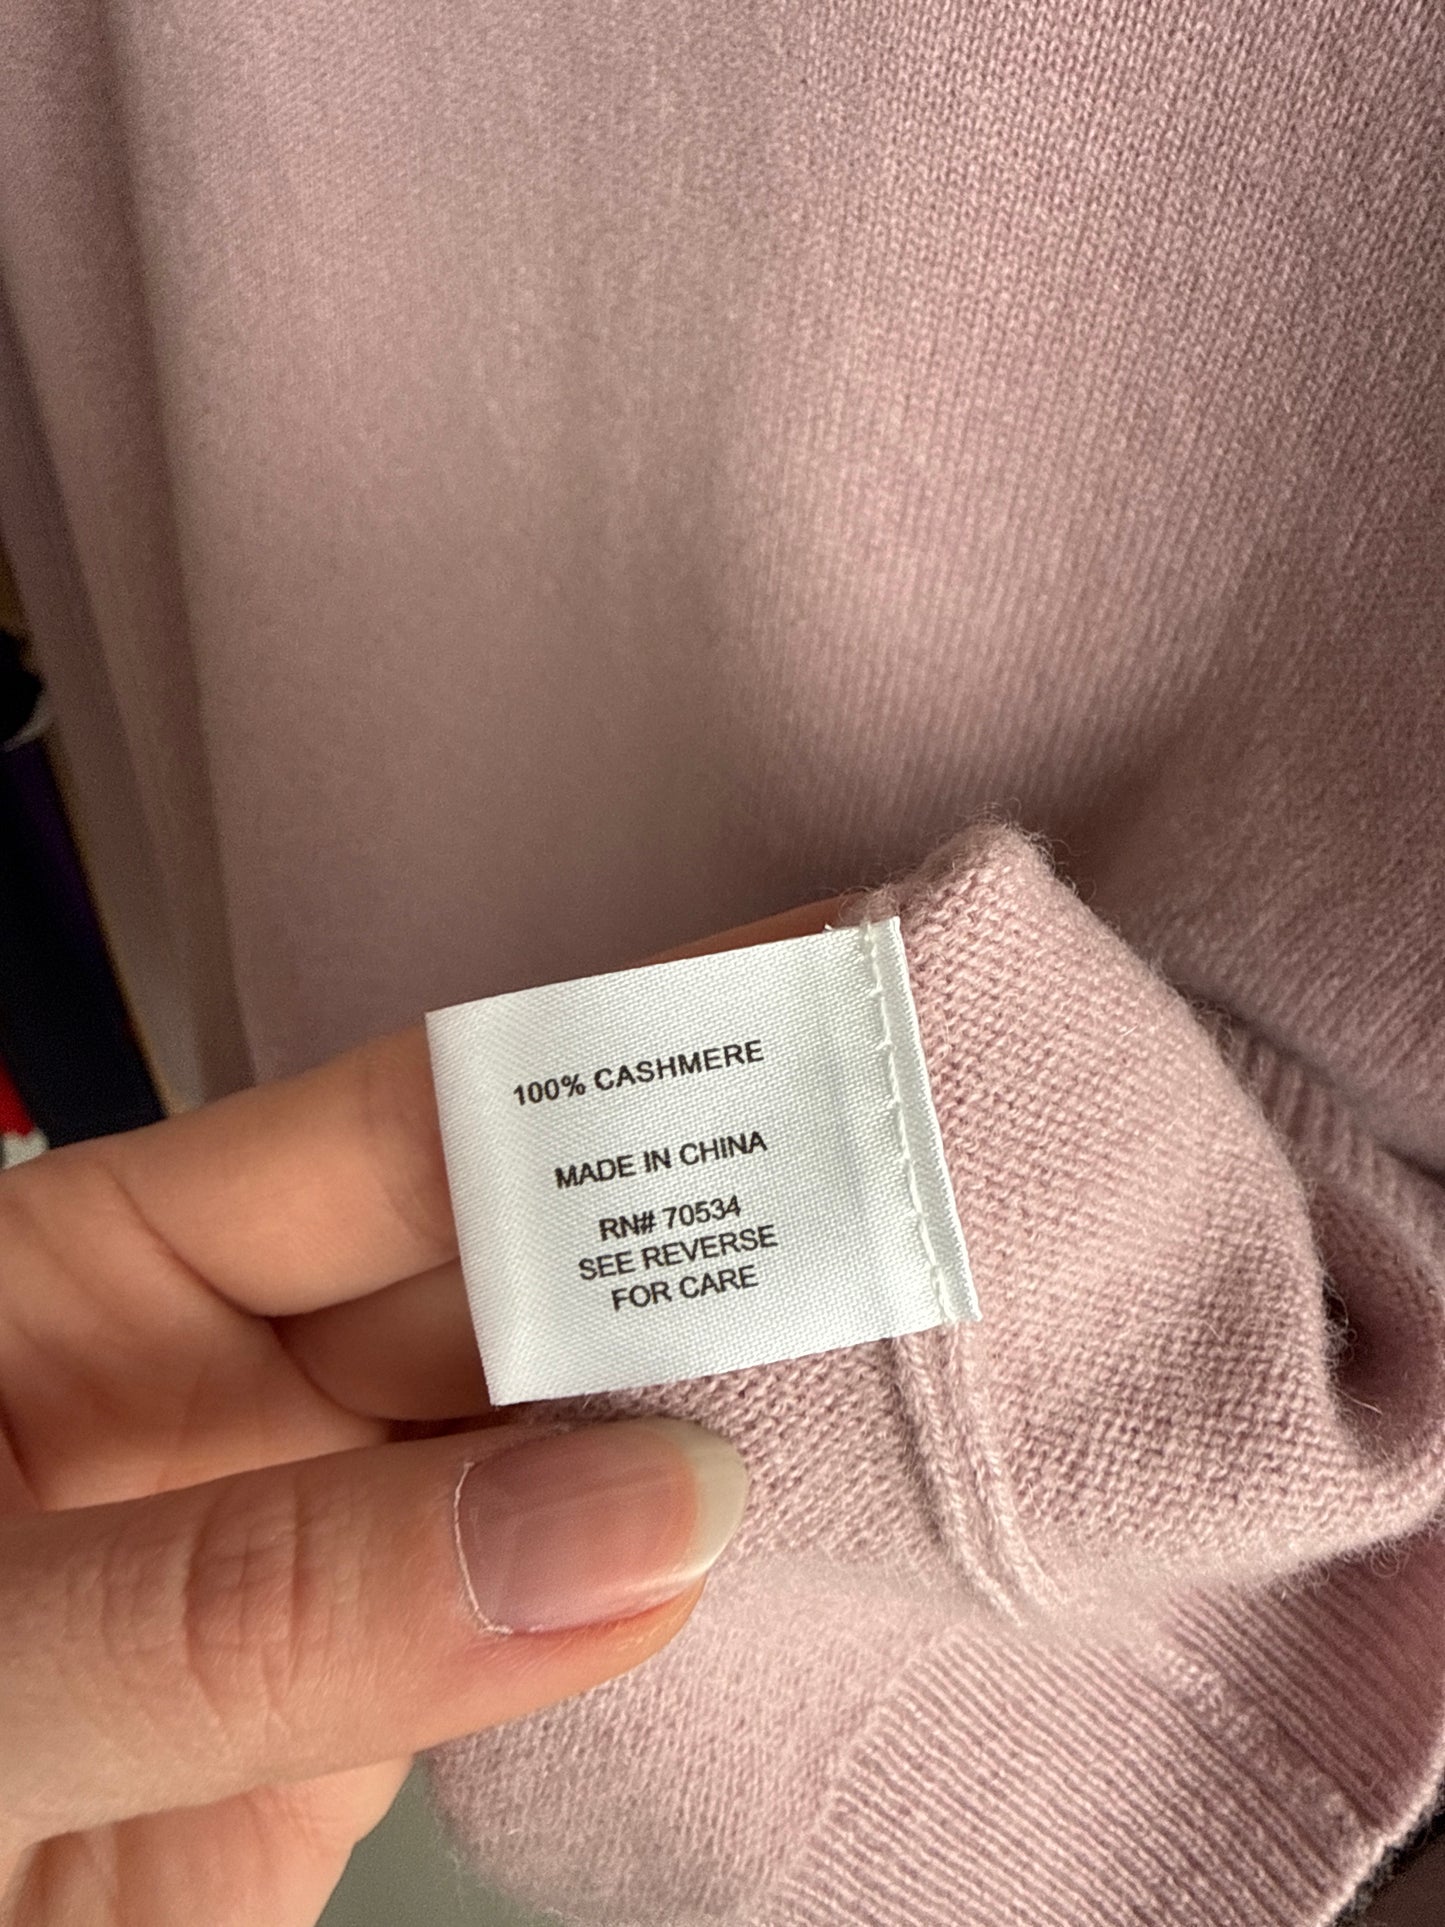 100% CASHMERE
MADE IN CHINA
RN# 70534
SEE REVERSE
FOR CARE